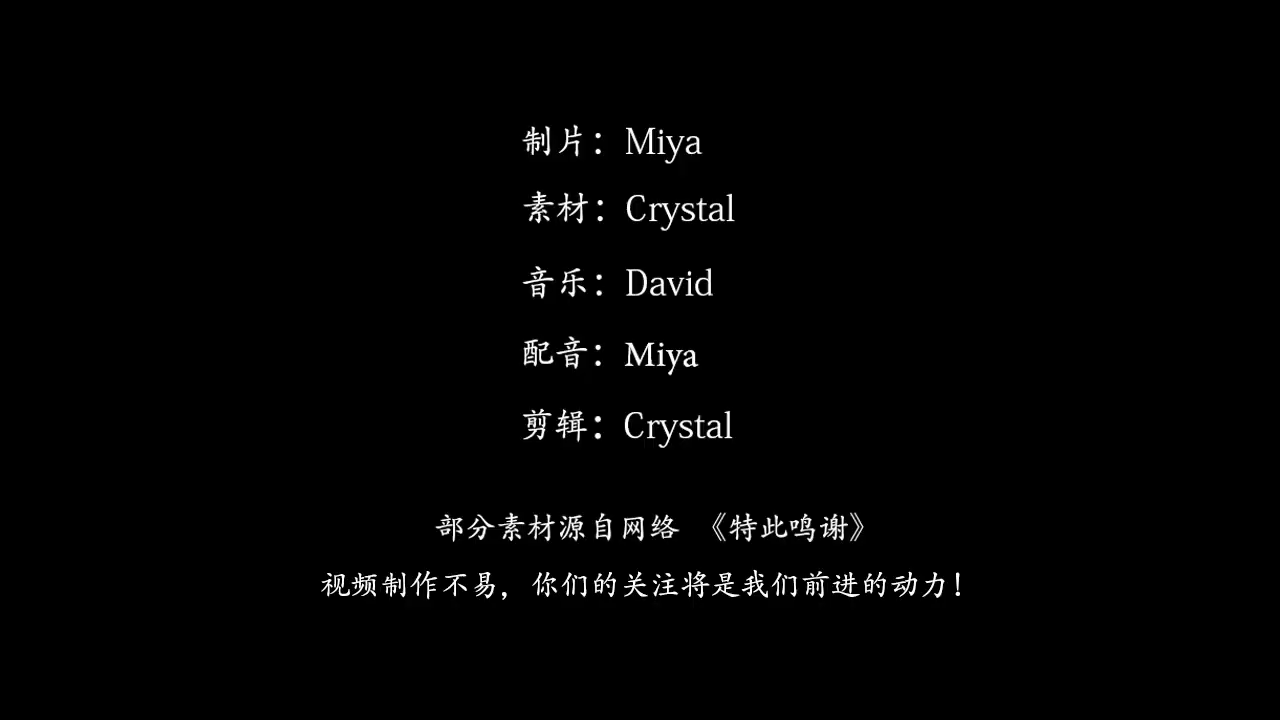 制片：Miya
素材：Crystal
音乐：David
配音：Miya
剪辑：Crystal
部分素材源自网络 《特此鸣谢》
视频制作不易，你们的关注将是我们前进的动力！